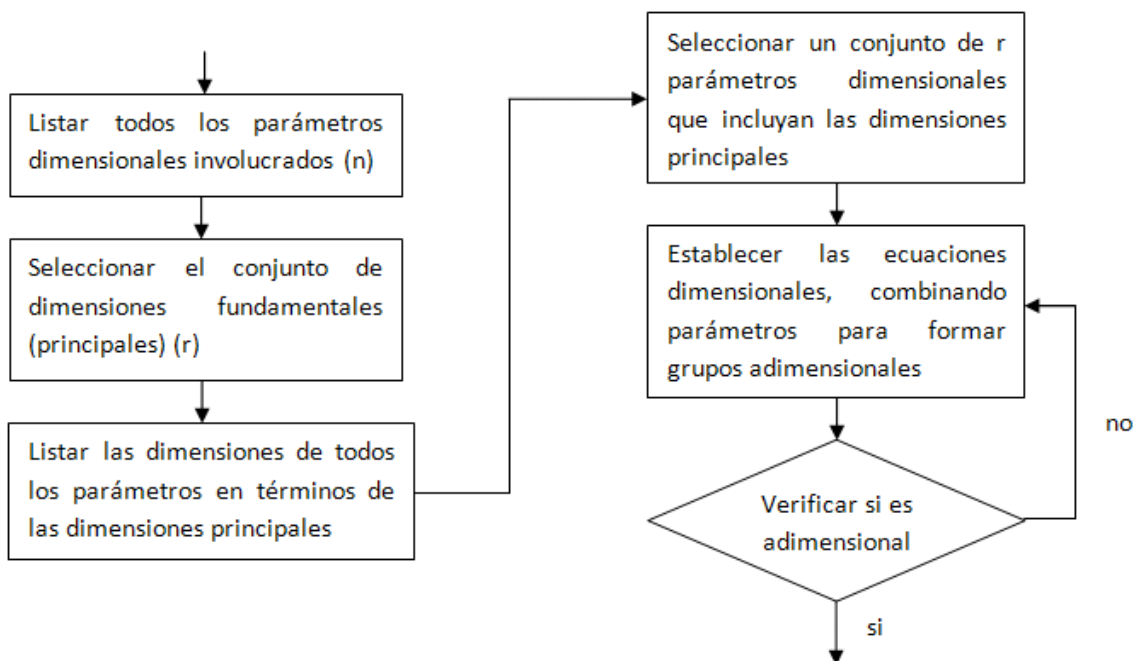 Listar todos los parámetros
dimensionales involucrados (n)
Seleccionar el conjunto de
dimensiones fundamentales
(principales) (r)
Listar las dimensiones de todos
los parámetros en términos de
las dimensiones principales
Seleccionar un conjunto de r
parámetros dimensionales
que incluyan las dimensiones
principales
Establecer las ecuaciones
dimensionales, combinando
parámetros para formar
grupos adimensionales
no
Verificar si es
adimensional
si